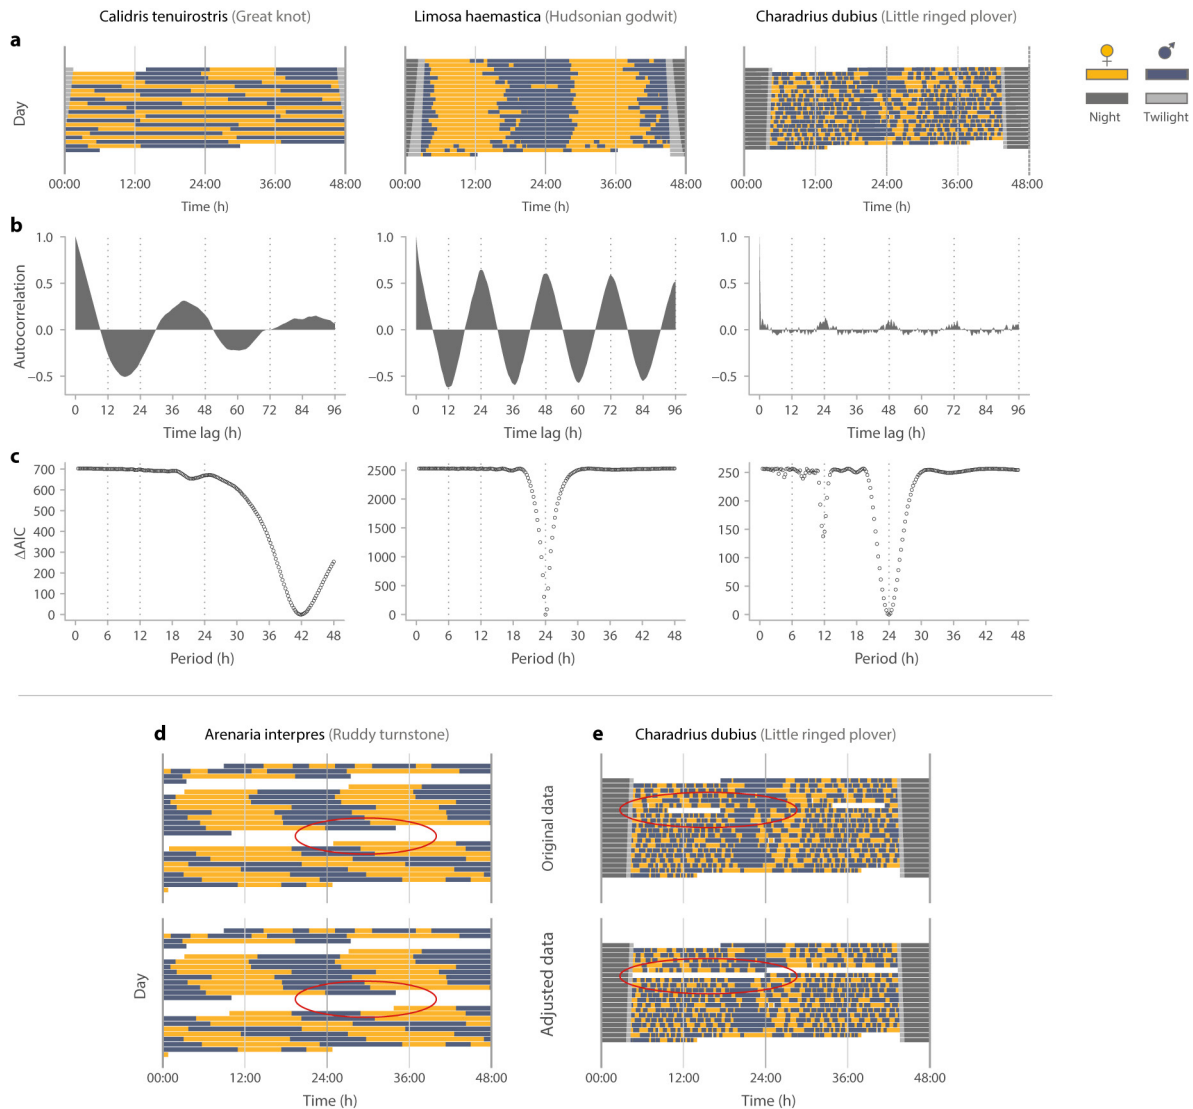 Calidris tenuirostris (Great knot) Limosa haemastica (Hudsonian godwit) Charadrius dubius (Little ringed plover)
a
♀ ♂
Day
Night Twilight
00:00 12:00 24:00 36:00 48:00 00:00 12:00 24:00 36:00 48:00 00:00 12:00 24:00 36:00 48:00
Time (h) Time (h) Time (h)
b
1.0 1.0 1.0
0.5 0.5 0.5
0.0 0.0 0.0
−0.5 −0.5 −0.5
Autocorrelation
0 12 24 36 48 60 72 84 96 0 12 24 36 48 60 72 84 96 0 12 24 36 48 60 72 84 96
Time lag (h) Time lag (h) Time lag (h)
c
700 2500 250
600 2000 200
500 1500 150
400 1000 100
300 500 50
200 0 0
700
100
0
ΔAIC
0 6 12 18 24 30 36 42 48 0 6 12 18 24 30 36 42 48 0 6 12 18 24 30 36 42 48
Period (h) Period (h) Period (h)
d Arenaria interpres (Ruddy turnstone) e Charadrius dubius (Little ringed plover)
Original data
Day
Adjusted data
00:00 12:00 24:00 36:00 48:00 00:00 12:00 24:00 36:00 48:00
Time (h) Time (h)